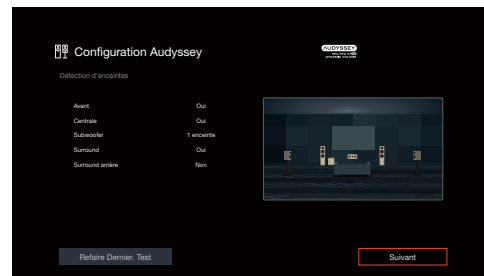 Configuration Audyssey
AUDYSSEY
Détection d'enceintes
Avant Oui
Centrale Oui
Subwoofer 1 enceinte
Surround Oui
Surround arrière Non
Refaire Dernier. Test
Suivant